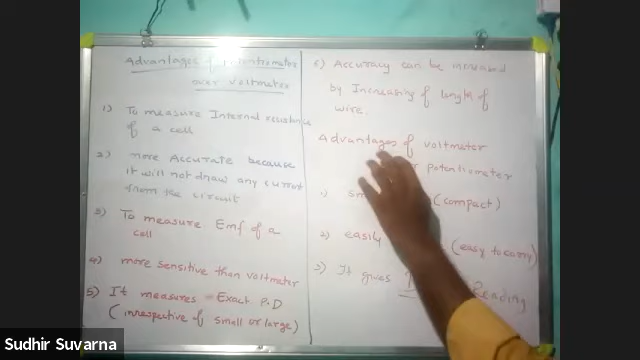 Advantages of Potentiometer
over voltmeter
1) To measure Internal resistance
of a cell
2) more Accurate because
it will not draw any current
from the circuit
3) To measure Emf of a
cell
4) more sensitive than voltmeter
5) It measures Exact P.D
(irrespective of small or large)
6) Accuracy can be increased
by Increasing of length of
wire.
Advantages of voltmeter
potentiometer
1) (compact)
2) easily (easy to carry)
3) It gives Reading
Sudhir Suvarna